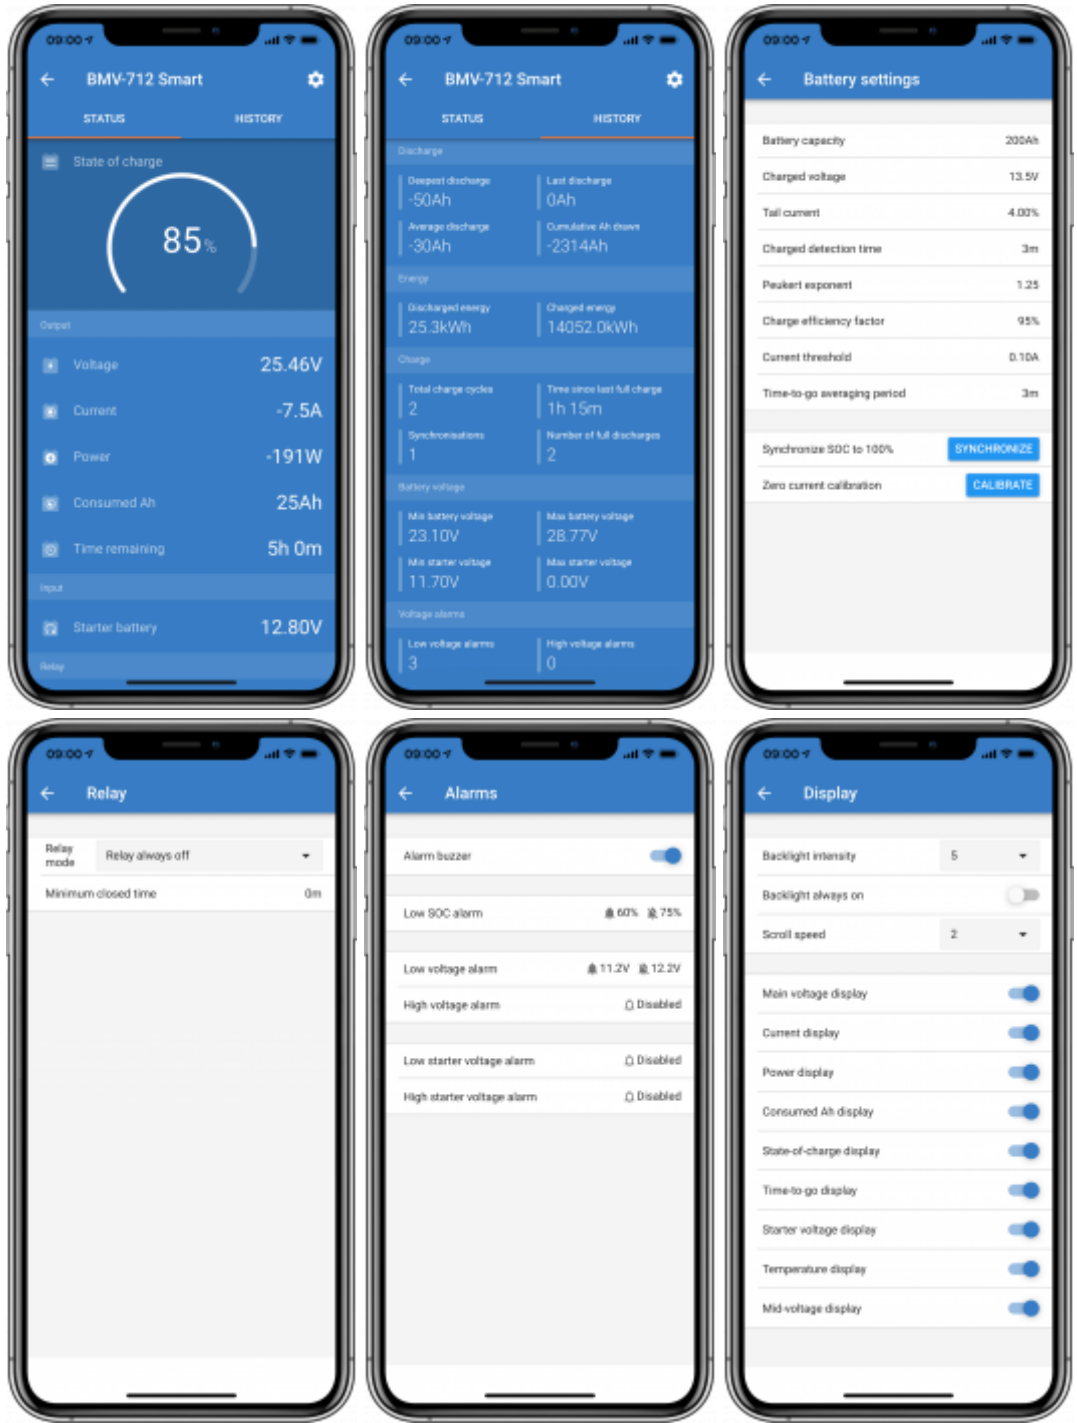 09:00
BMV-712 Smart
STATUS HISTORY
State of charge
85%
Output
Voltage 25.46V
Current -7.5A
Power -191W
Consumed Ah 25Ah
Time remaining 5h 0m
Input
Starter battery 12.80V
Relay
09:00
BMV-712 Smart
STATUS HISTORY
Discharge
Deepest discharge Last discharge
-50Ah 0Ah
Average discharge Cumulative Ah drawn
-30Ah -2314Ah
Energy
Discharged energy Charged energy
25.3kWh 14052.0kWh
Charge
Total charge cycles Time since last full charge
2 1h 15m
Synchronisations Number of full discharges
1 2
Battery voltage
Min battery voltage Max battery voltage
23.10V 28.77V
Min starter voltage Max starter voltage
11.70V 0.00V
Voltage alarms
Low voltage alarms High voltage alarms
3 0
09:00
Battery settings
Battery capacity 200Ah
Charged voltage 13.5V
Tail current 4.00%
Charged detection time 3m
Peukert exponent 1.25
Charge efficiency factor 95%
Current threshold 0.10A
Time-to-go averaging period 3m
Synchronize SOC to 100% SYNCHRONIZE
Zero current calibration CALIBRATE
09:00
Relay
Relay mode Relay always off
Minimum closed time 0m
09:00
Alarms
Alarm buzzer
Low SOC alarm 60% 75%
Low voltage alarm 11.2V 12.2V
High voltage alarm Disabled
Low starter voltage alarm Disabled
High starter voltage alarm Disabled
09:00
Display
Backlight intensity 5
Backlight always on
Scroll speed 2
Main voltage display
Current display
Power display
Consumed Ah display
State-of-charge display
Time-to-go display
Starter voltage display
Temperature display
Mid-voltage display